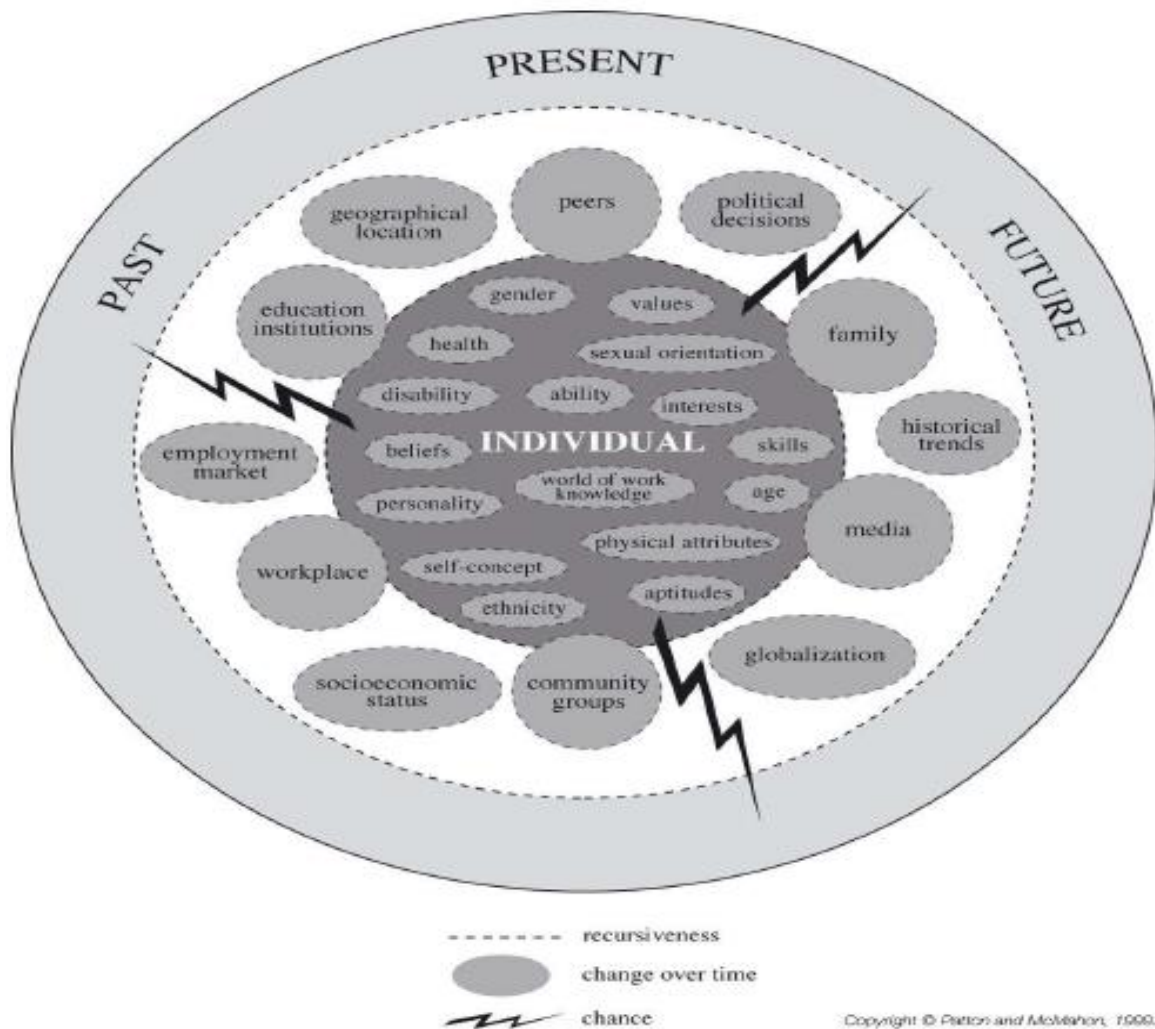 PRESENT
PAST
FUTURE
peers
political
decisions
geographical
location
education
institutions
family
employment
market
historical
trends
workplace
media
socioeconomic
status
community
groups
globalization
gender
values
health
sexual orientation
disability
ability
interests
INDIVIDUAL
beliefs
skills
world of work
knowledge
age
personality
physical attributes
self-concept
aptitudes
ethnicity
recursiveness
change over time
chance
Copyright © Patton and McMahon, 1999.